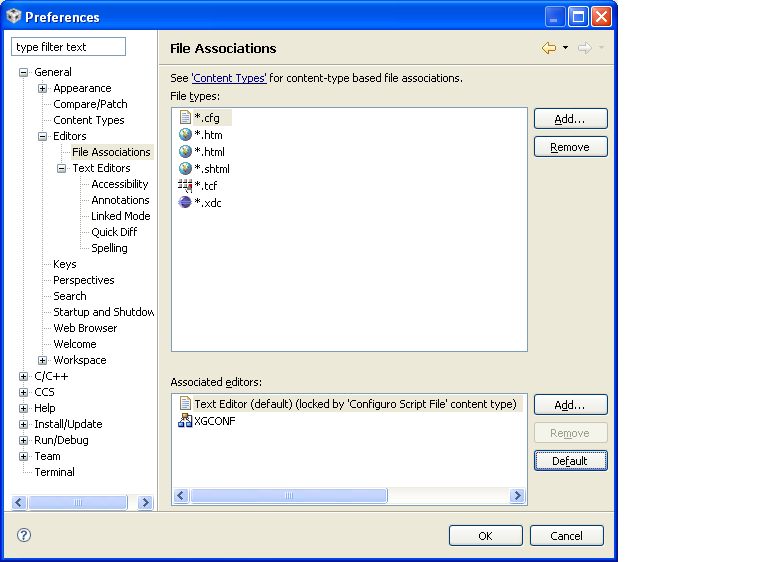 Preferences
type filter text
General
Appearance
Compare/Patch
Content Types
Editors
File Associations
Text Editors
Accessibility
Annotations
Linked Mode
Quick Diff
Spelling
Keys
Perspectives
Search
Startup and Shutdow
Web Browser
Welcome
Workspace
C/C++
CCS
Help
Install/Update
Run/Debug
Team
Terminal
File Associations
See 'Content Types' for content-type based file associations.
File types:
*.cfg
*.htm
*.html
*.shtml
*.tcf
*.xdc
Add...
Remove
Associated editors:
Text Editor (default) (locked by 'Configuro Script File' content type)
XGCONF
Add...
Remove
Default
?
OK
Cancel